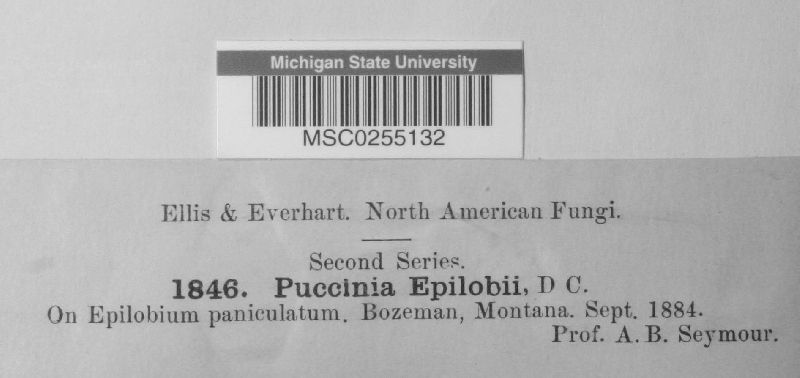 Michigan State University
MSC0255132
Ellis & Everhart. North American Fungi.
Second Series.
1846. Puccinia Epilobii, D C.
On Epilobium paniculatum. Bozeman, Montana. Sept. 1884.
Prof. A. B. Seymour.